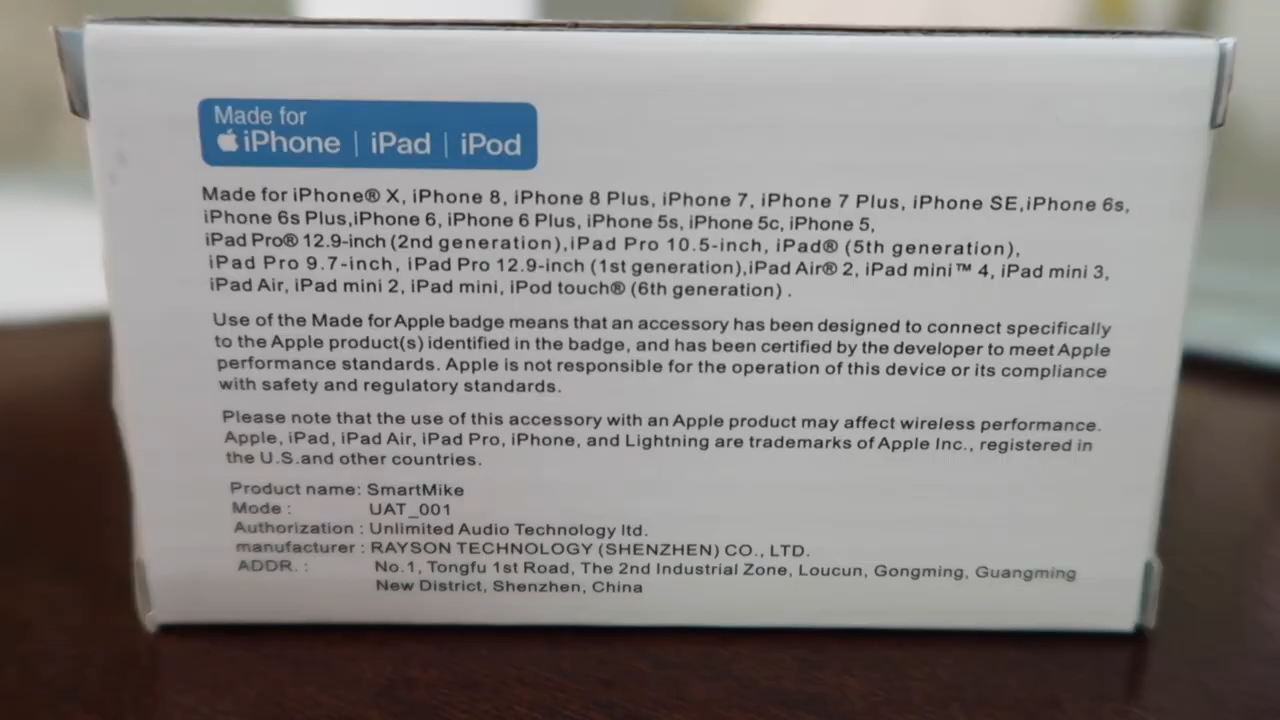 Made for
iPhone | iPad | iPod
Made for iPhone® X, iPhone 8, iPhone 8 Plus, iPhone 7, iPhone 7 Plus, iPhone SE,iPhone 6s,
iPhone 6s Plus,iPhone 6, iPhone 6 Plus, iPhone 5s, iPhone 5c, iPhone 5,
iPad Pro® 12.9-inch (2nd generation),iPad Pro 10.5-inch, iPad® (5th generation),
iPad Pro 9.7-inch, iPad Pro 12.9-inch (1st generation),iPad Air® 2, iPad mini™ 4, iPad mini 3,
iPad Air, iPad mini 2, iPad mini, iPod touch® (6th generation) .
Use of the Made for Apple badge means that an accessory has been designed to connect specifically
to the Apple product(s) identified in the badge, and has been certified by the developer to meet Apple
performance standards. Apple is not responsible for the operation of this device or its compliance
with safety and regulatory standards.
Please note that the use of this accessory with an Apple product may affect wireless performance.
Apple, iPad, iPad Air, iPad Pro, iPhone, and Lightning are trademarks of Apple Inc., registered in
the U.S.and other countries.
Product name: SmartMike
Mode : UAT_001
Authorization : Unlimited Audio Technology ltd.
manufacturer : RAYSON TECHNOLOGY (SHENZHEN) CO., LTD.
ADDR. : No.1, Tongfu 1st Road, The 2nd Industrial Zone, Loucun, Gongming, Guangming
New District, Shenzhen, China